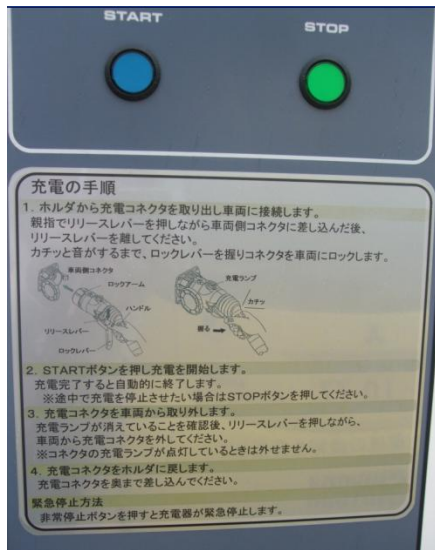 START
STOP
充電の手順
1. ホルダから充電コネクタを取り出し車両に接続します。
親指でリリースレバーを押しながら車両側コネクタに差し込んだ後、
リリースレバーを離してください。
カチッと音がするまで、ロックレバーを握りコネクタを車両にロックします。
車両側コネクタ
ロックアーム
ハンドル
リリースレバー
ロックレバー
充電ランプ
カチッ
握る
2. STARTボタンを押し充電を開始します。
充電完了すると自動的に終了します。
※途中で充電を停止させたい場合はSTOPボタンを押してください。
3. 充電コネクタを車両から取り外します。
充電ランプが消えていることを確認後、リリースレバーを押しながら、
車両から充電コネクタを外してください。
※コネクタの充電ランプが点灯しているときは外せません。
4. 充電コネクタをホルダに戻します。
充電コネクタを奥まで差し込んでください。
緊急停止方法
非常停止ボタンを押すと充電器が緊急停止します。